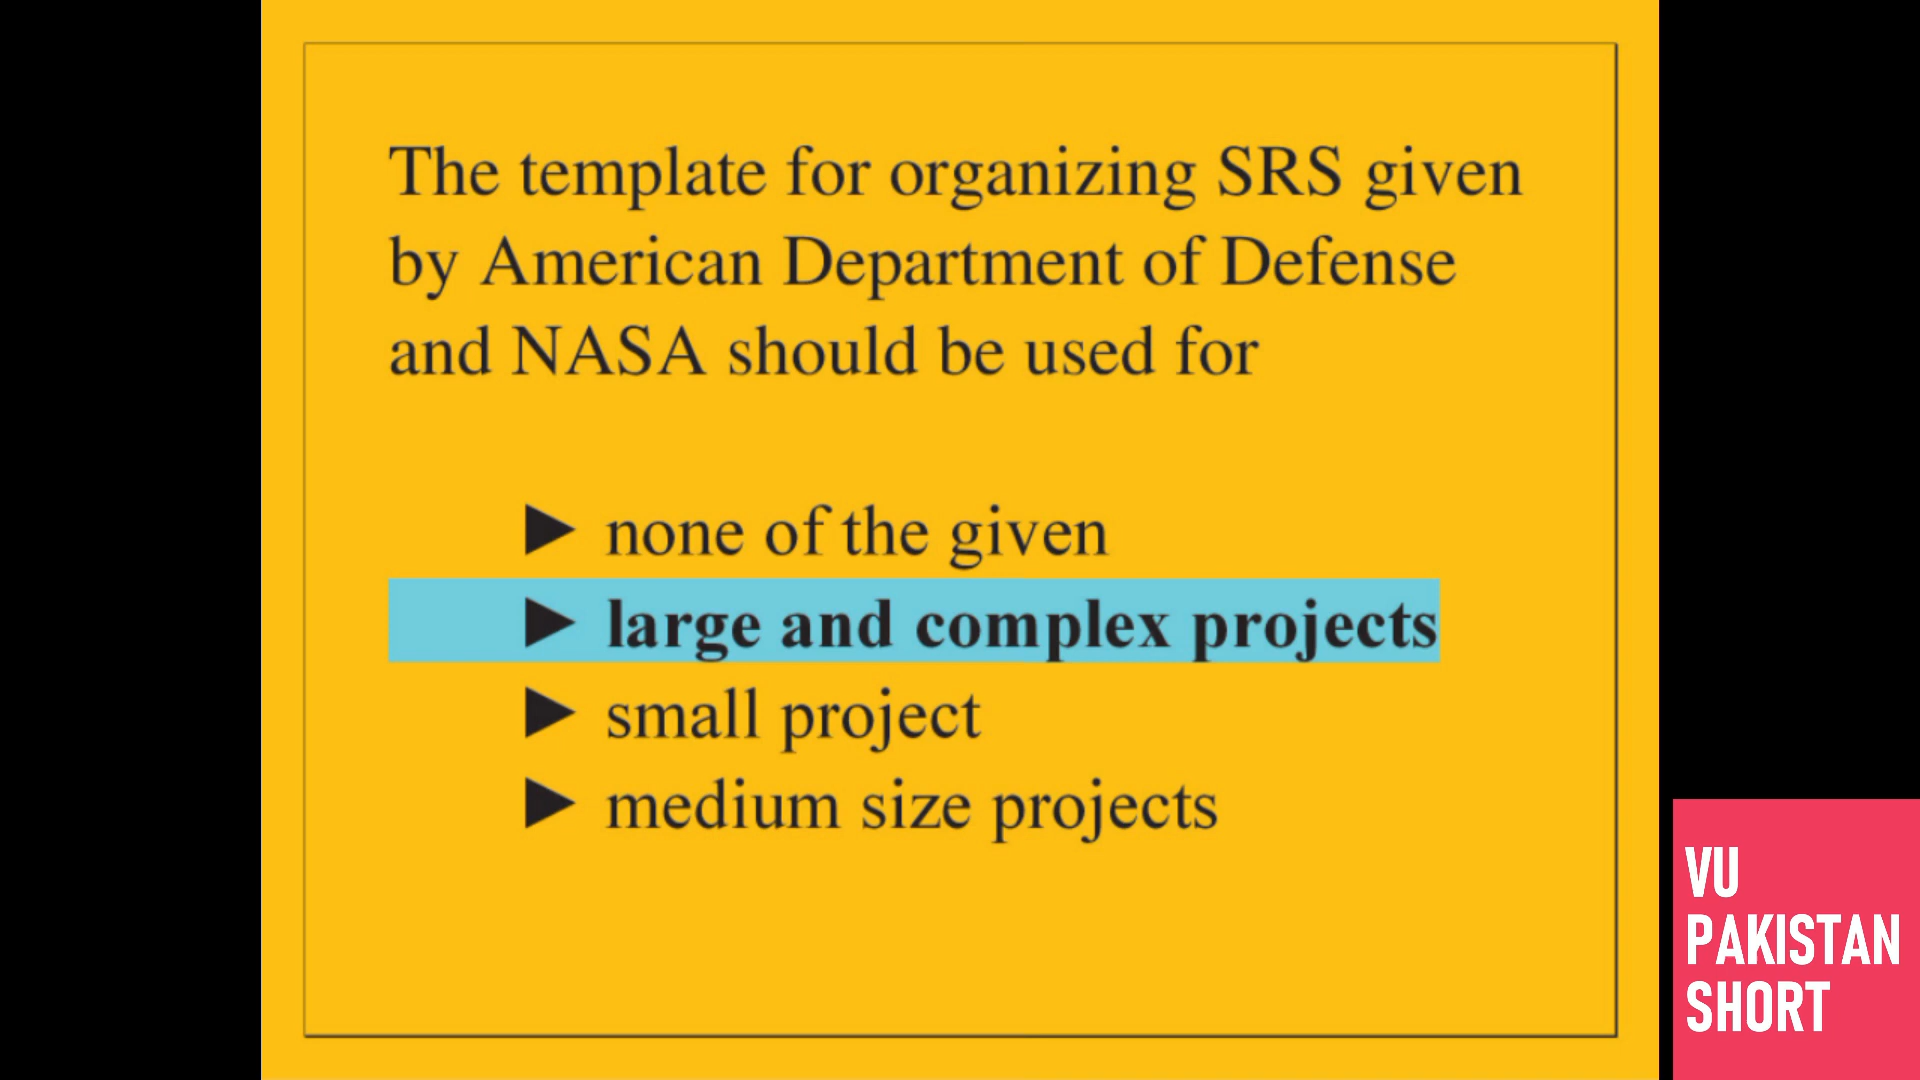 The template for organizing SRS given
by American Department of Defense
and NASA should be used for
► none of the given
► large and complex projects
► small project
► medium size projects
VU
PAKISTAN
SHORT